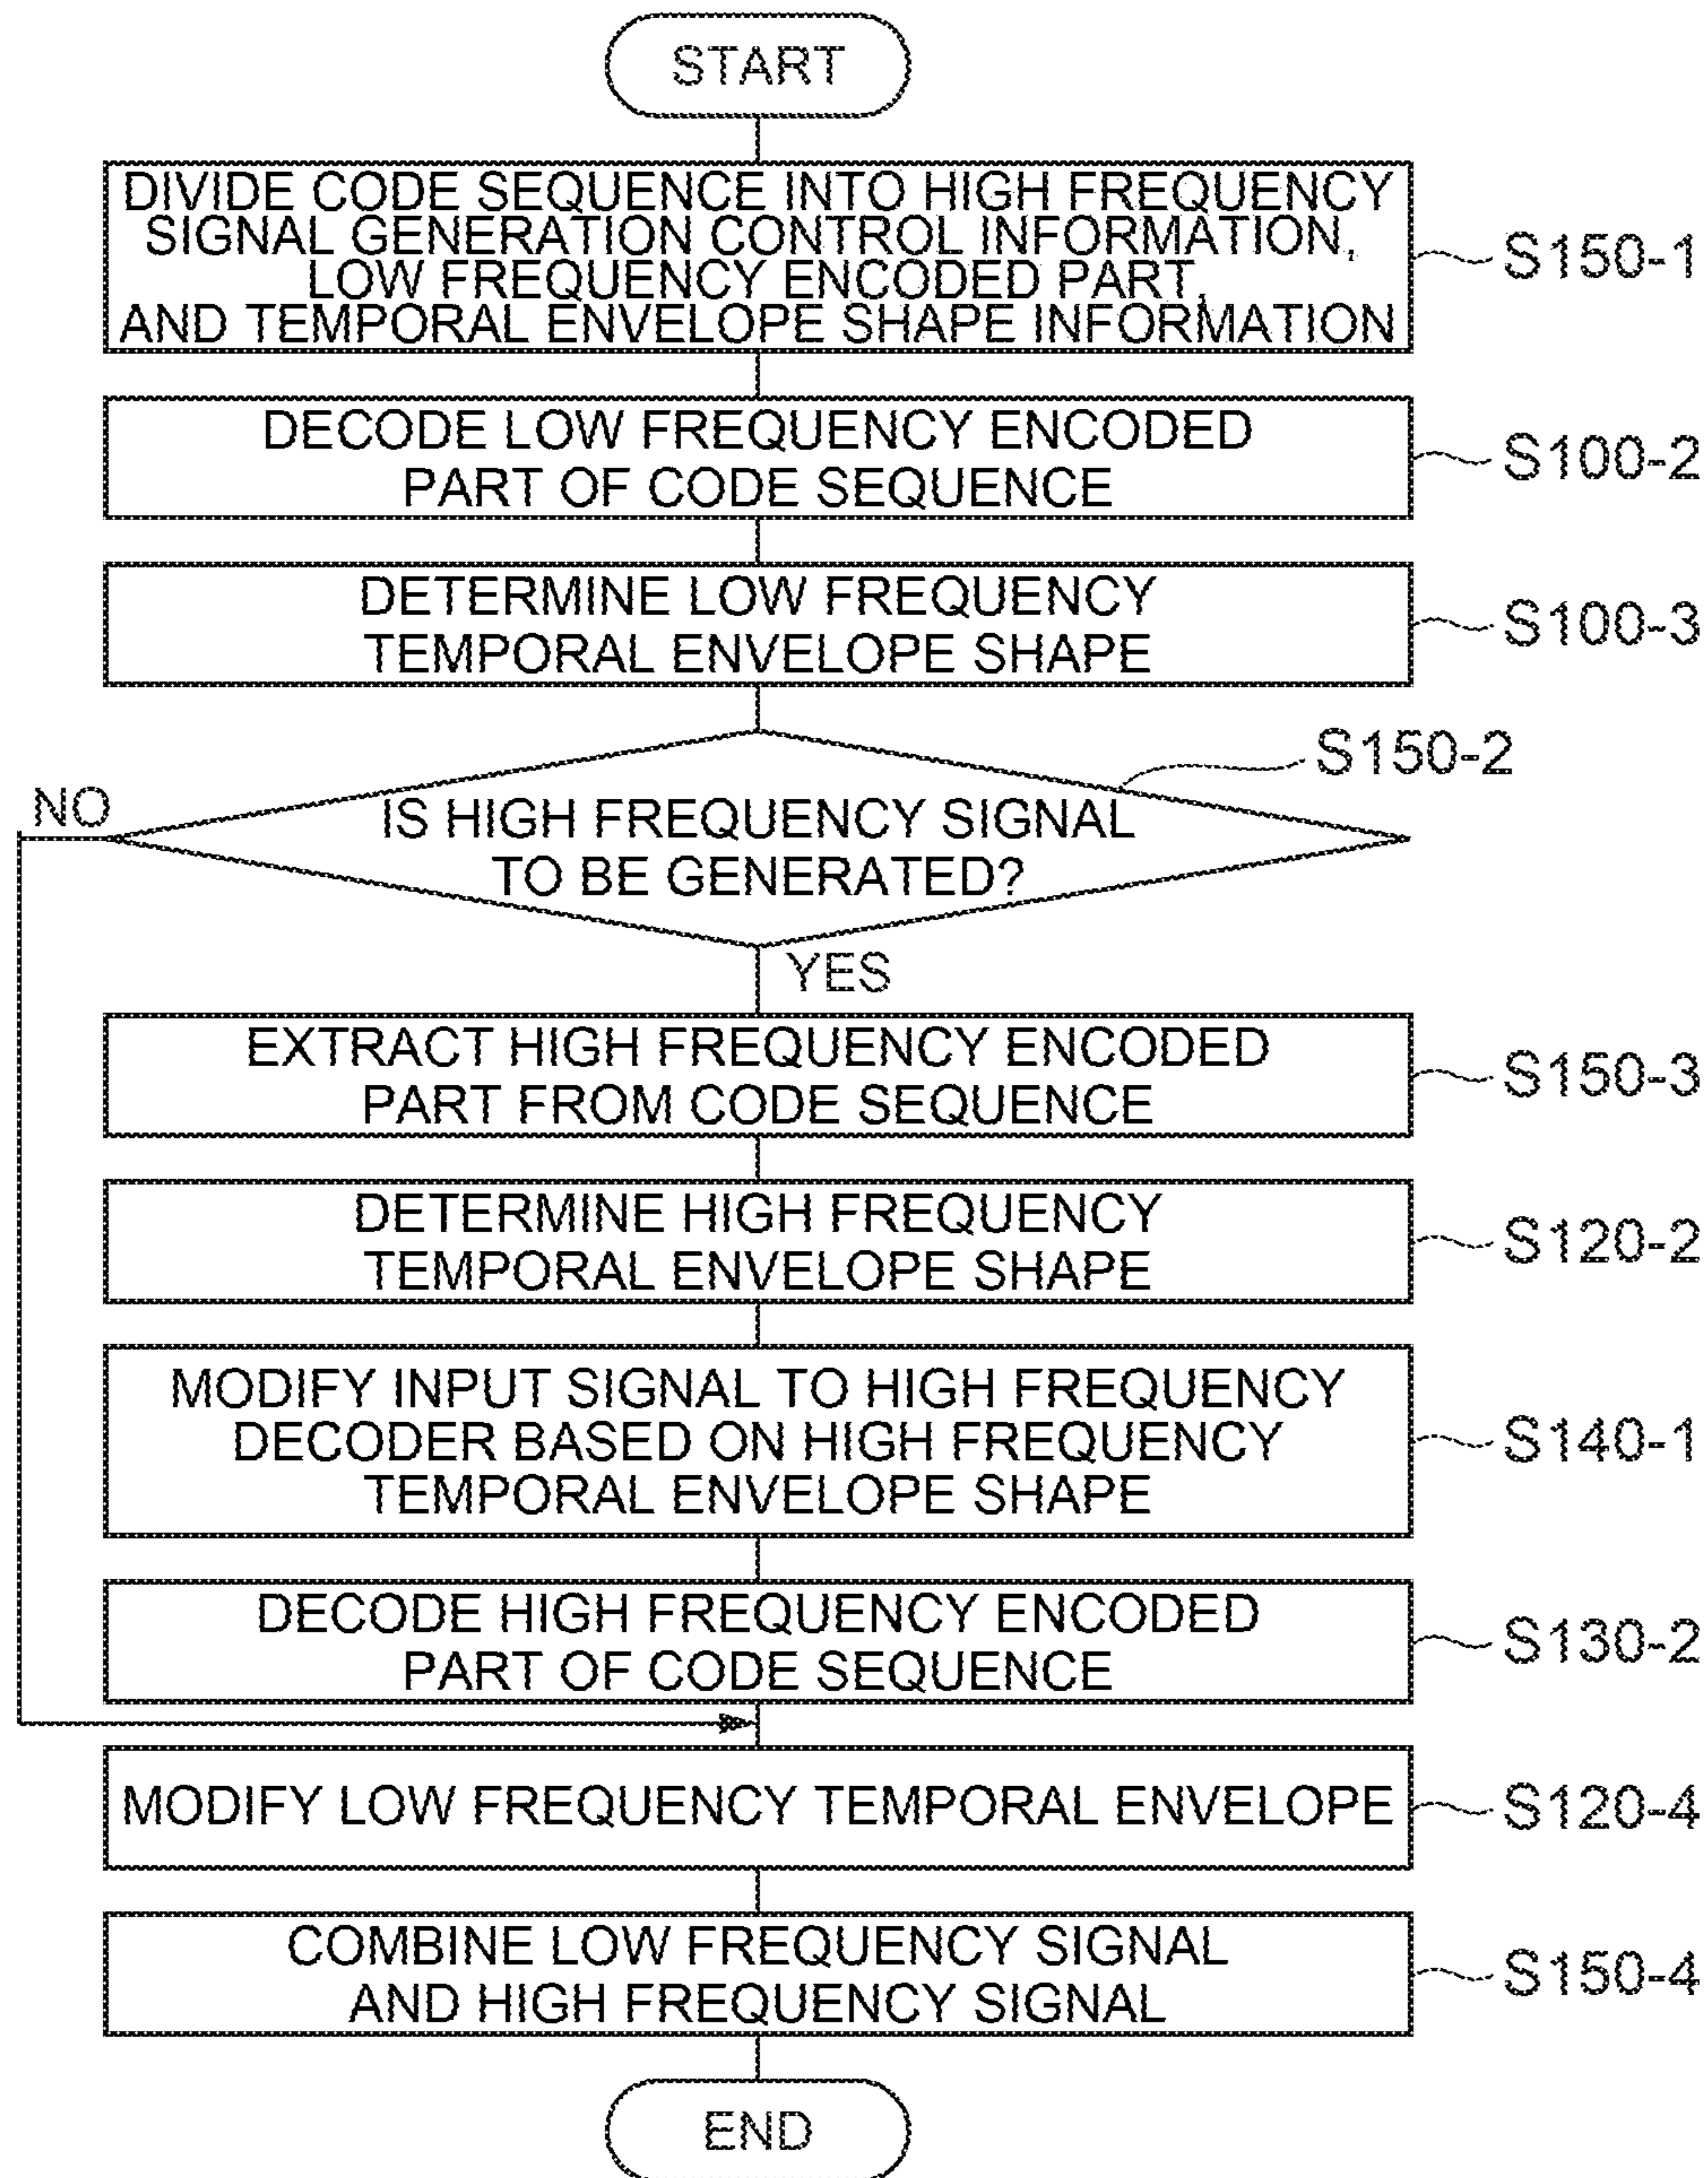 START
DIVIDE CODE SEQUENCE INTO HIGH FREQUENCY
SIGNAL GENERATION CONTROL INFORMATION,
LOW FREQUENCY ENCODED PART,
AND TEMPORAL ENVELOPE SHAPE INFORMATION
S150-1
DECODE LOW FREQUENCY ENCODED
PART OF CODE SEQUENCE
S100-2
DETERMINE LOW FREQUENCY
TEMPORAL ENVELOPE SHAPE
S100-3
S150-2
NO
IS HIGH FREQUENCY SIGNAL
TO BE GENERATED?
YES
EXTRACT HIGH FREQUENCY ENCODED
PART FROM CODE SEQUENCE
S150-3
DETERMINE HIGH FREQUENCY
TEMPORAL ENVELOPE SHAPE
S120-2
MODIFY INPUT SIGNAL TO HIGH FREQUENCY
DECODER BASED ON HIGH FREQUENCY
TEMPORAL ENVELOPE SHAPE
S140-1
DECODE HIGH FREQUENCY ENCODED
PART OF CODE SEQUENCE
S130-2
MODIFY LOW FREQUENCY TEMPORAL ENVELOPE
S120-4
COMBINE LOW FREQUENCY SIGNAL
AND HIGH FREQUENCY SIGNAL
S150-4
END